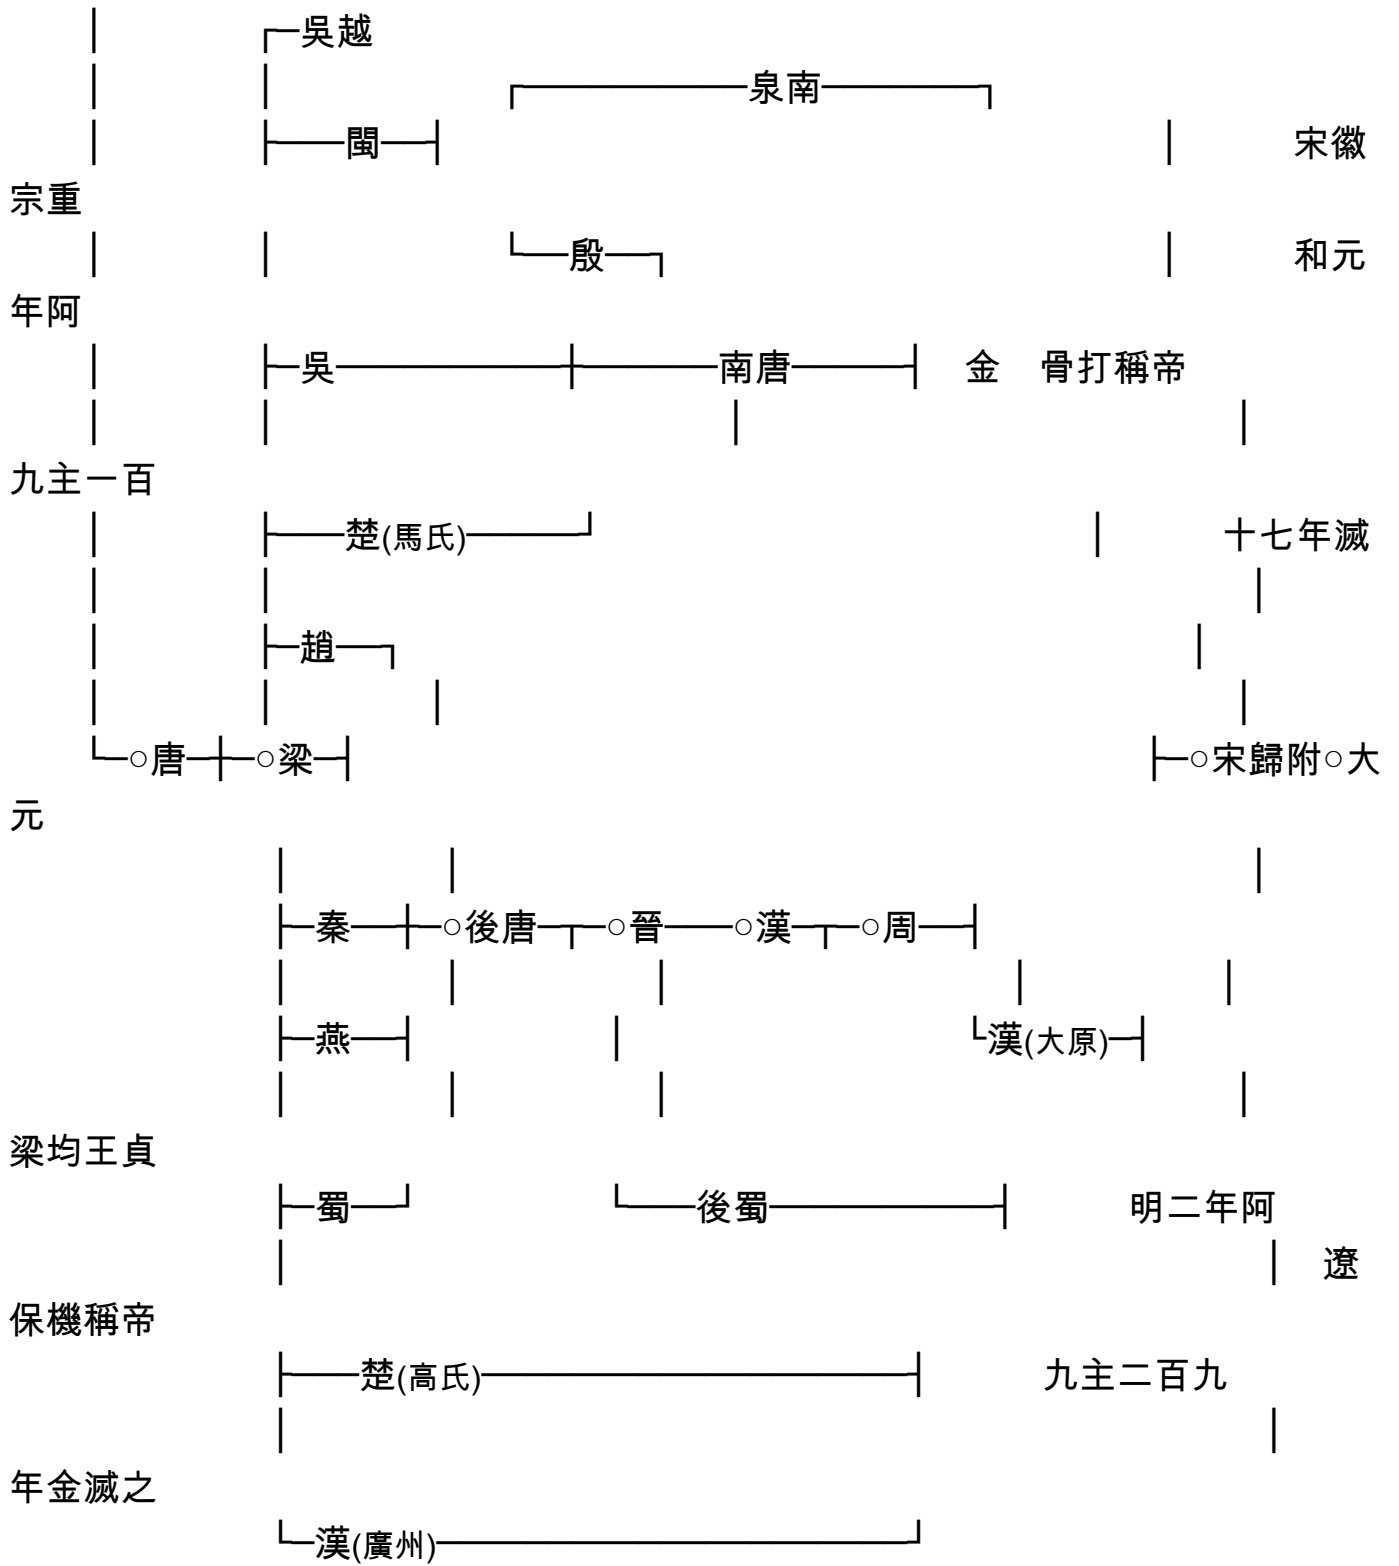 吳越
泉南
閩 宋徽
宗重
殷 和元
年阿
吳 南唐 金 骨打稱帝
九主一百
楚(馬氏) 十七年滅
趙
○唐 ○梁 ○宋歸附○大
元
秦 ○後唐 ○晉 ○漢 ○周
燕 漢(大原)
梁均王貞
蜀 後蜀 明二年阿
遼
保機稱帝
楚(高氏) 九主二百九
年金滅之
漢(廣州)